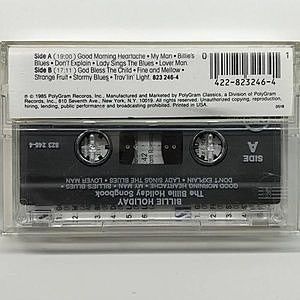 Side A (19:00) Good Morning Heartache • My Man • Billie's
Blues • Don't Explain • Lady Sings The Blues • Lover Man.
Side B (17:11) God Bless The Child • Fine and Mellow •
Strange Fruit • Stormy Blues • Trav'lin' Light. 823 246-4
0
1
422-823246-4
℗ © 1985 PolyGram Records, Inc., Manufactured and Marketed by PolyGram Classics, a Division of PolyGram Records,
Inc., 810 Seventh Ave., New York, N.Y. 10019. All rights reserved. Unauthorized copying, reproduction, hiring,
lending, public performance and broadcasting prohibited. Printed in USA.
BILLIE HOLIDAY
The Billie Holiday Songbook
GOOD MORNING HEARTACHE • MY MAN • BILLIE'S BLUES
DON'T EXPLAIN • LADY SINGS THE BLUES • LOVER MAN
SIDE
A
823 246-4